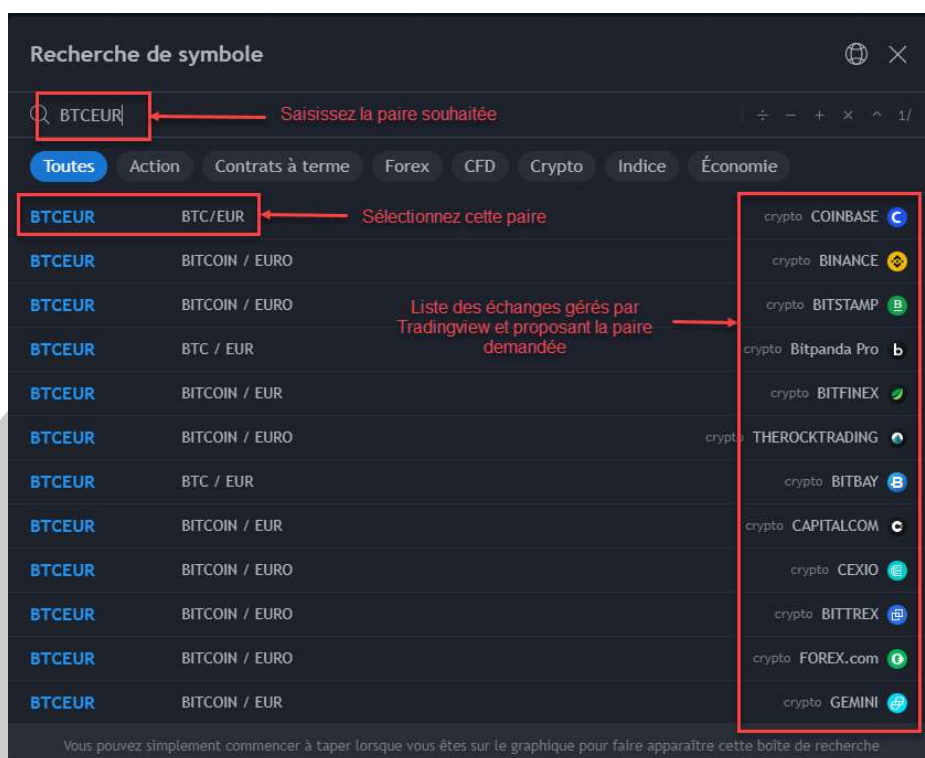 Recherche de symbole
BTCEUR
Saisissez la paire souhaitée
÷ − + × ^ 1/
Toutes Action Contrats à terme Forex CFD Crypto Indice Économie
BTCEUR BTC/EUR Sélectionnez cette paire crypto COINBASE
BTCEUR BITCOIN / EURO crypto BINANCE
BTCEUR BITCOIN / EURO crypto BITSTAMP
Liste des échanges gérés par
Tradingview et proposant la paire
demandée
BTCEUR BTC / EUR crypto Bitpanda Pro
BTCEUR BITCOIN / EUR crypto BITFINEX
BTCEUR BITCOIN / EURO crypto THEROCKTRADING
BTCEUR BTC / EUR crypto BITBAY
BTCEUR BITCOIN / EUR crypto CAPITALCOM
BTCEUR BITCOIN / EURO crypto CEXIO
BTCEUR BITCOIN / EURO crypto BITTREX
BTCEUR BITCOIN / EURO crypto FOREX.com
BTCEUR BITCOIN / EUR crypto GEMINI
Vous pouvez simplement commencer à taper lorsque vous êtes sur le graphique pour faire apparaître cette boîte de recherche